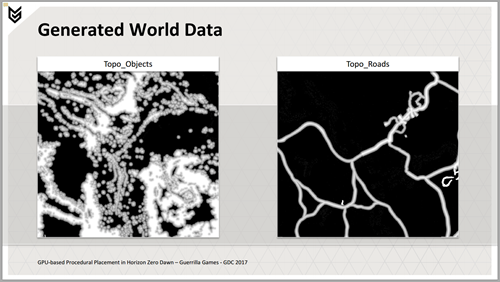 Generated World Data
Topo_Objects
Topo_Roads
GPU-based Procedural Placement in Horizon Zero Dawn – Guerrilla Games - GDC 2017